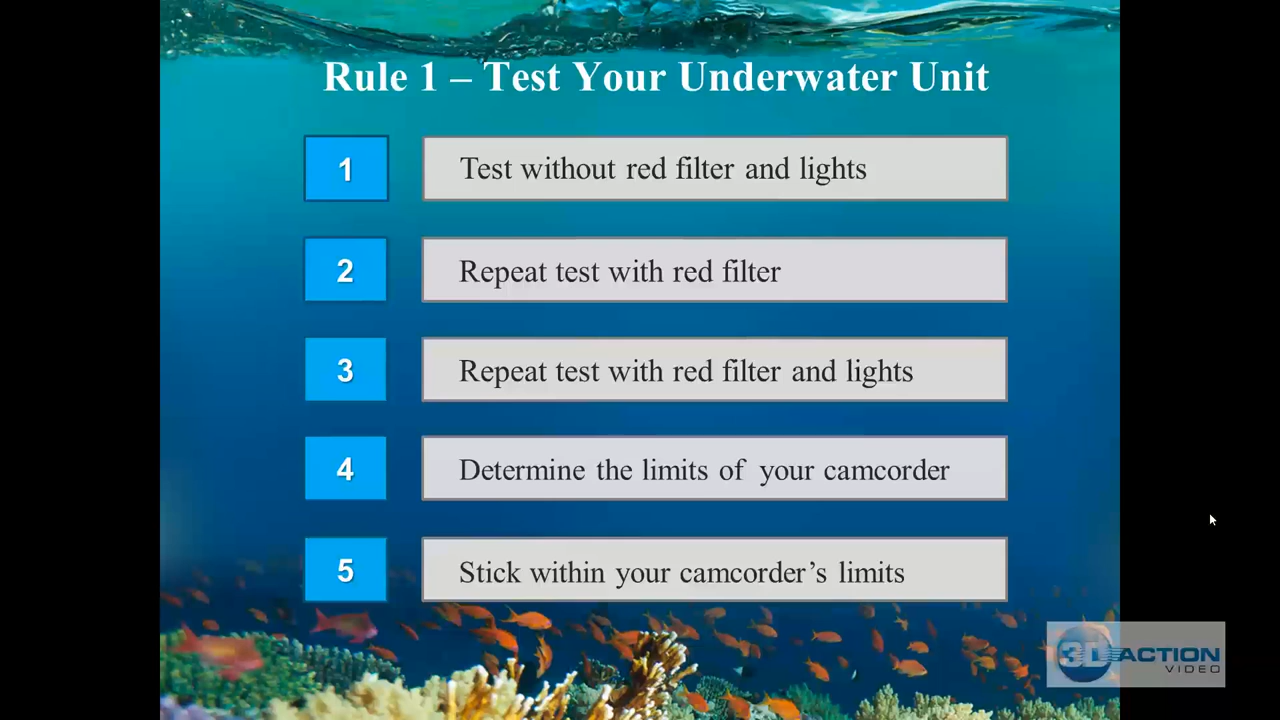 Rule 1 – Test Your Underwater Unit
1 Test without red filter and lights
2 Repeat test with red filter
3 Repeat test with red filter and lights
4 Determine the limits of your camcorder
5 Stick within your camcorder’s limits
3D ACTION
VIDEO